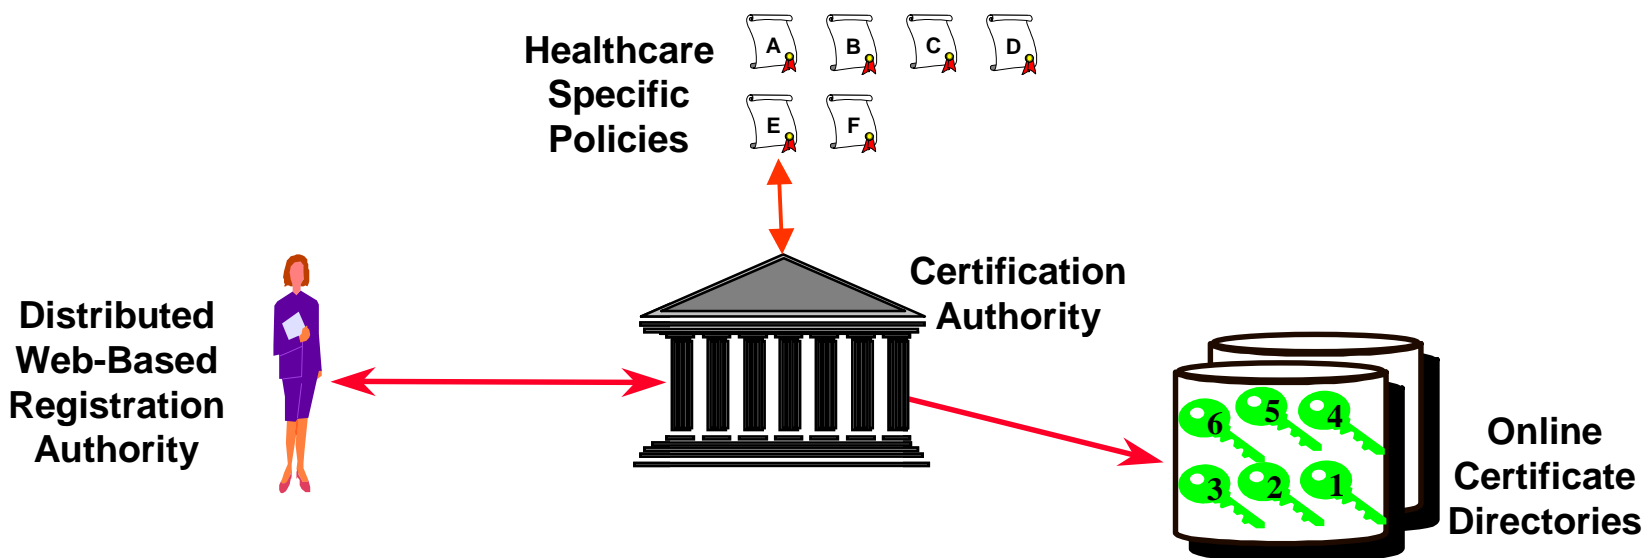 Healthcare
Specific
Policies
A B C D
E F
Certification
Authority
Distributed
Web-Based
Registration
Authority
6 5 4
3 2 1
Online
Certificate
Directories